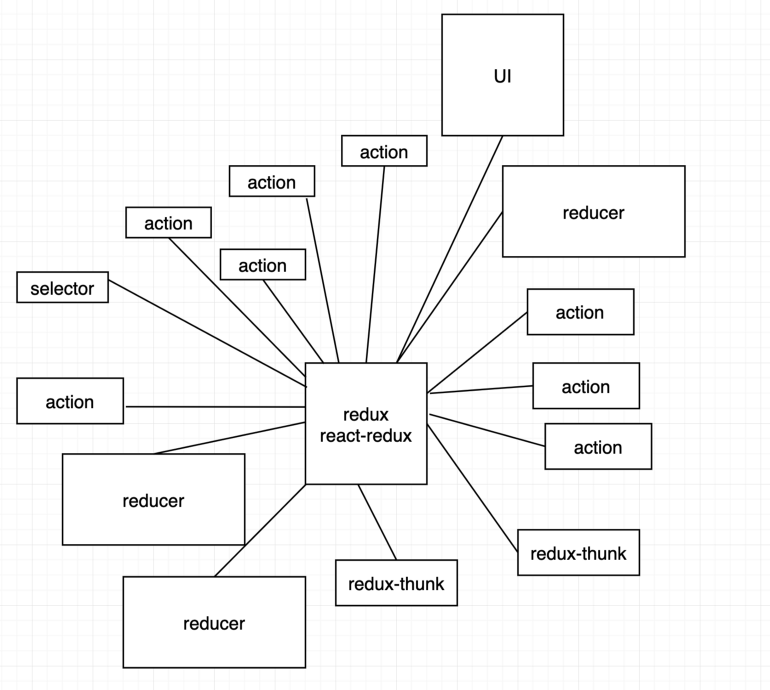 UI
action
action
reducer
action
action
selector
action
action
action
redux
react-redux
action
reducer
redux-thunk
redux-thunk
reducer